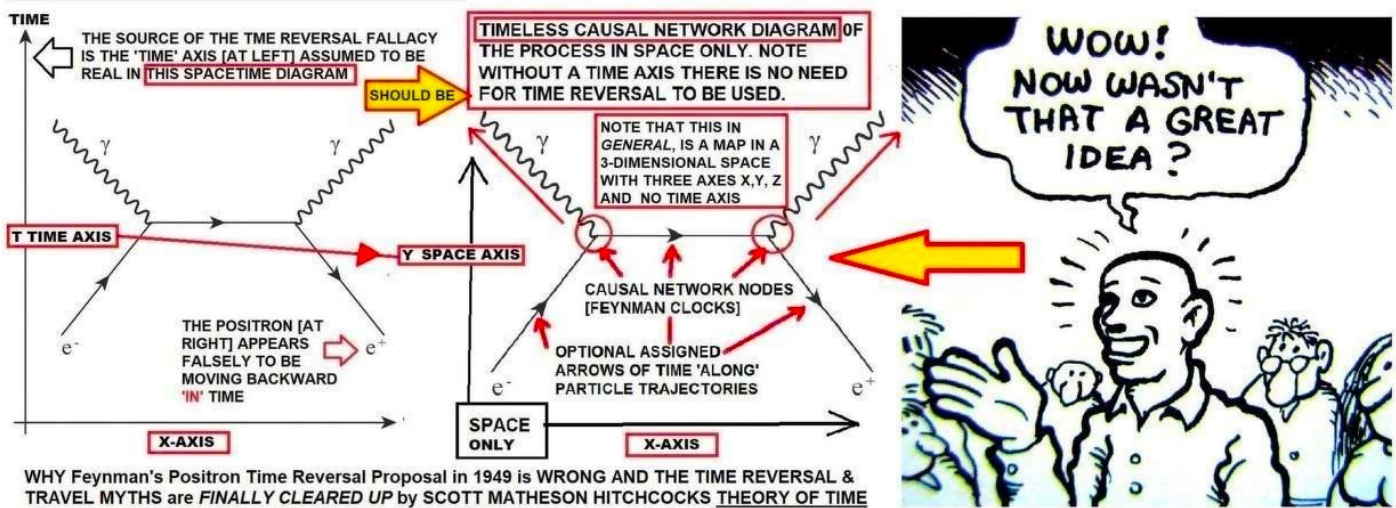 TIME
THE SOURCE OF THE TME REVERSAL FALLACY
IS THE 'TIME' AXIS [AT LEFT] ASSUMED TO BE
REAL IN THIS SPACETIME DIAGRAM
SHOULD BE
TIMELESS CAUSAL NETWORK DIAGRAM OF
THE PROCESS IN SPACE ONLY. NOTE
WITHOUT A TIME AXIS THERE IS NO NEED
FOR TIME REVERSAL TO BE USED.
γ
γ
T TIME AXIS
e-
THE POSITRON [AT
RIGHT] APPEARS
FALSELY TO BE
MOVING BACKWARD
'IN' TIME
e+
X-AXIS
Y SPACE AXIS
γ
NOTE THAT THIS IN
GENERAL, IS A MAP IN A
3-DIMENSIONAL SPACE
WITH THREE AXES X,Y, Z
AND NO TIME AXIS
γ
CAUSAL NETWORK NODES
[FEYNMAN CLOCKS]
OPTIONAL ASSIGNED
ARROWS OF TIME 'ALONG'
PARTICLE TRAJECTORIES
e-
e+
SPACE
ONLY
X-AXIS
WHY Feynman's Positron Time Reversal Proposal in 1949 is WRONG AND THE TIME REVERSAL &
TRAVEL MYTHS are FINALLY CLEARED UP by SCOTT MATHESON HITCHCOCKS THEORY OF TIME
WOW!
NOW WASN'T
THAT A GREAT
IDEA?